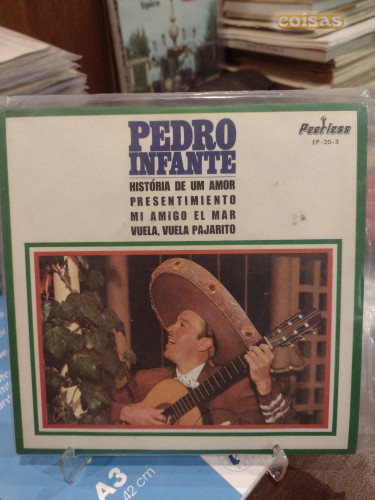 coisas
PEDRO
INFANTE
Peerless
EP-20-3
HISTÓRIA DE UM AMOR
PRESENTIMIENTO
MI AMIGO EL MAR
VUELA, VUELA PAJARITO
A3
42 cm